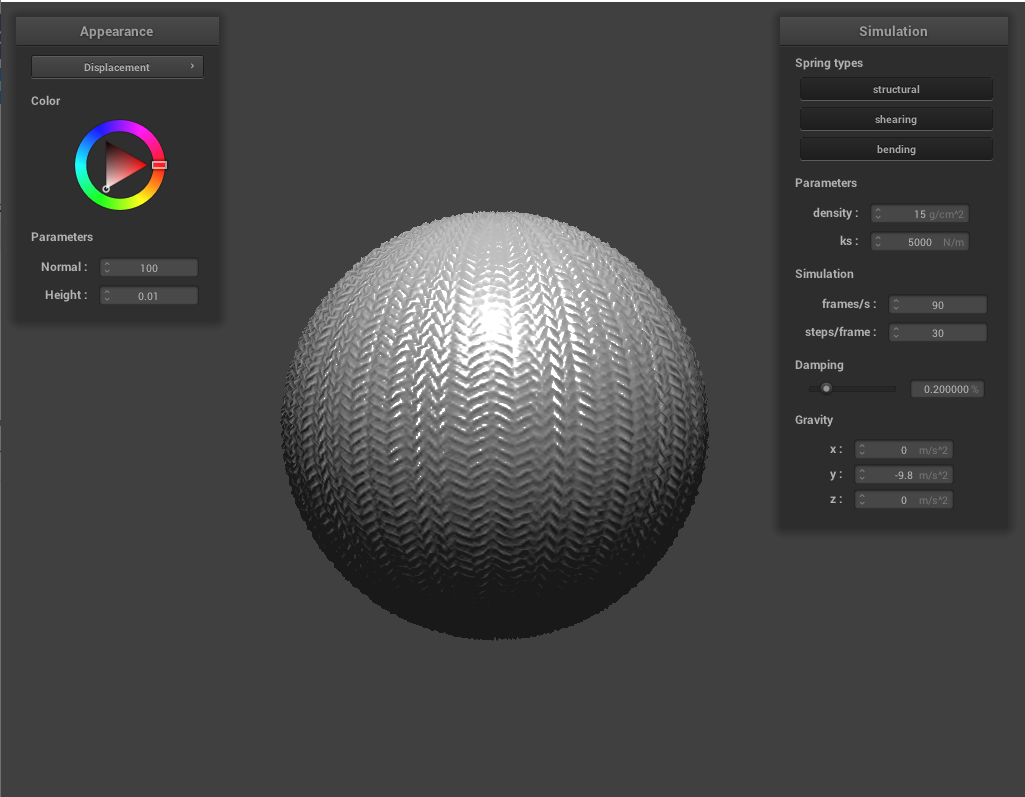 Appearance
Displacement
Color
Parameters
Normal : 100
Height : 0.01
Simulation
Spring types
structural
shearing
bending
Parameters
density : 15 g/cm^2
ks : 5000 N/m
Simulation
frames/s : 90
steps/frame : 30
Damping
0.200000 %
Gravity
x : 0 m/s^2
y : -9.8 m/s^2
z : 0 m/s^2